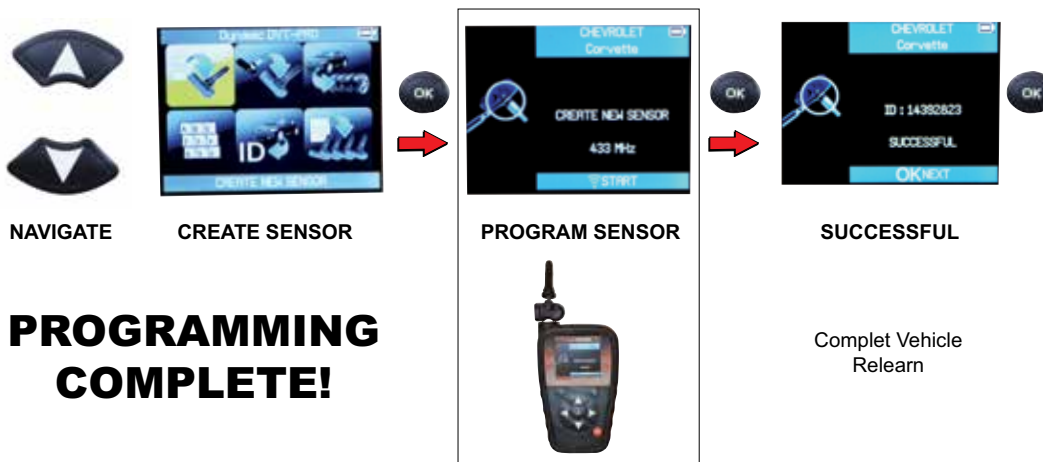 Dynamic DVT-PRO
ID
CREATE NEW SENSOR
OK
CHEVROLET
Corvette
CREATE NEW SENSOR
433 MHz
START
OK
CHEVROLET
Corvette
ID : 14392823
SUCCESSFUL
OK NEXT
OK
NAVIGATE
CREATE SENSOR
PROGRAM SENSOR
SUCCESSFUL
PROGRAMMING
COMPLETE!
Complet Vehicle
Relearn